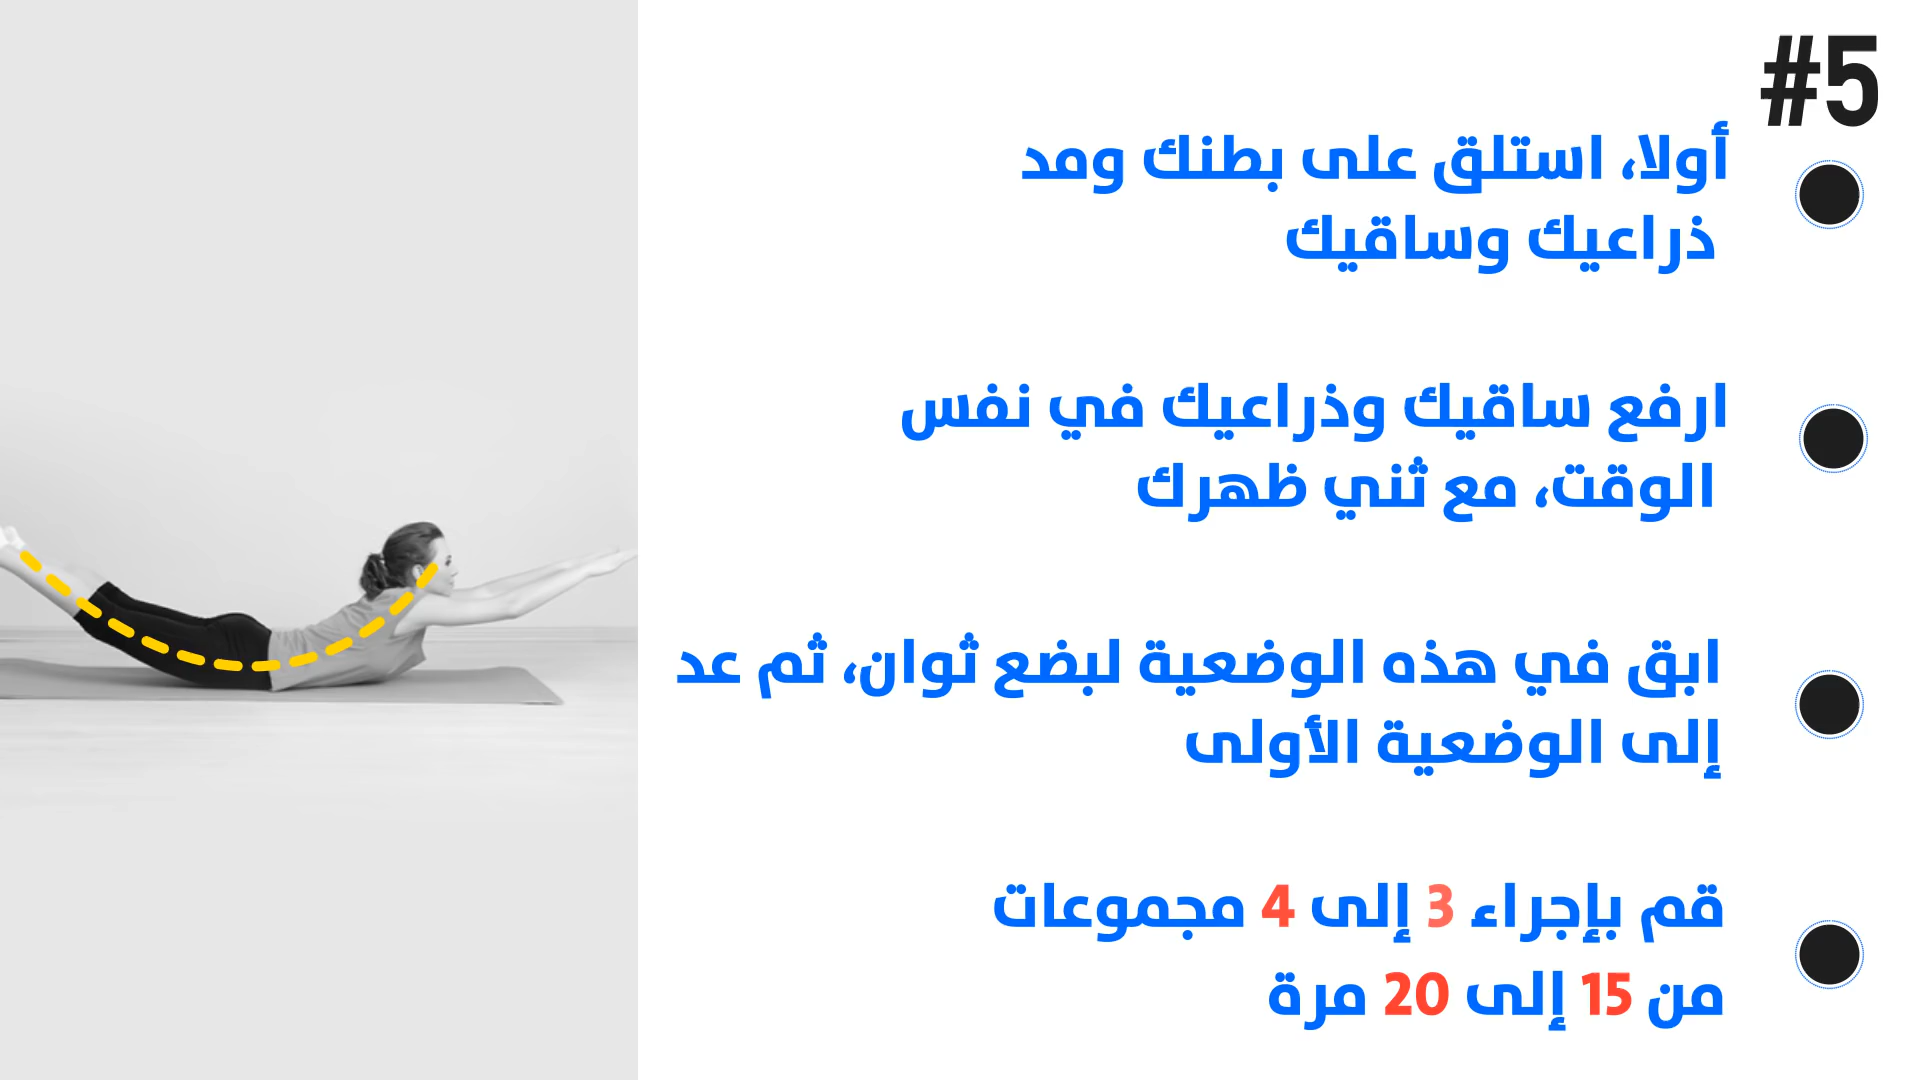 #5
أولا، استلق على بطنك ومد
ذراعيك وساقيك
ارفع ساقيك وذراعيك في نفس
الوقت، مع ثني ظهرك
ابق في هذه الوضعية لبضع ثوان، ثم عد
إلى الوضعية الأولى
قم بإجراء 3 إلى 4 مجموعات
من 15 إلى 20 مرة